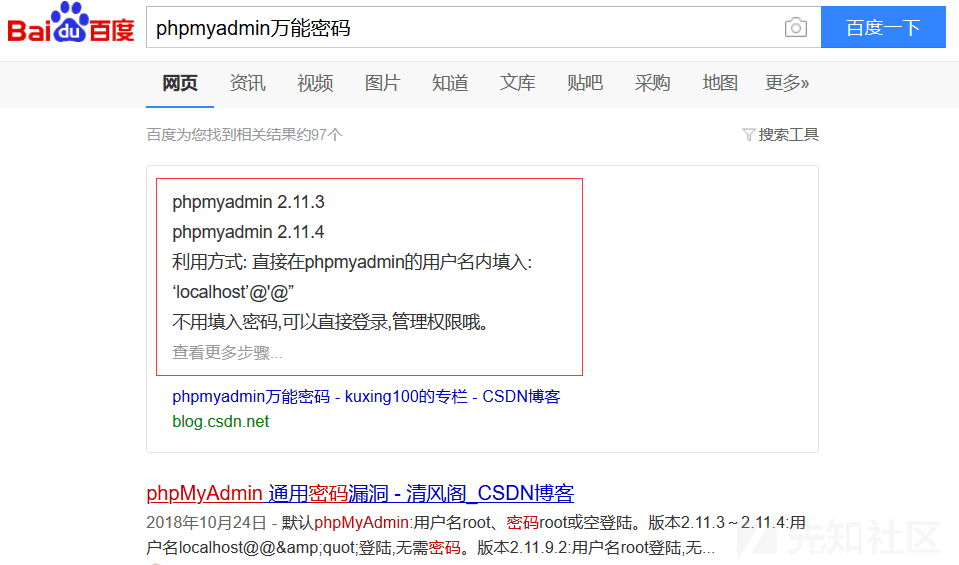 Bai du 百度
phpmyadmin万能密码
百度一下
网页 资讯 视频 图片 知道 文库 贴吧 采购 地图 更多»
百度为您找到相关结果约97个
搜索工具
phpmyadmin 2.11.3
phpmyadmin 2.11.4
利用方式: 直接在phpmyadmin的用户名内填入:
‘localhost’@'@”
不用填入密码,可以直接登录,管理权限哦。
查看更多步骤...
phpmyadmin万能密码 - kuxing100的专栏 - CSDN博客
blog.csdn.net
phpMyAdmin 通用密码漏洞 - 清风阁_CSDN博客
2018年10月24日 - 默认phpMyAdmin:用户名root、密码root或空登陆。版本2.11.3～2.11.4:用
户名localhost@@&amp;quot;登陆,无需密码。版本2.11.9.2:用户名root登陆,无...
先知社区